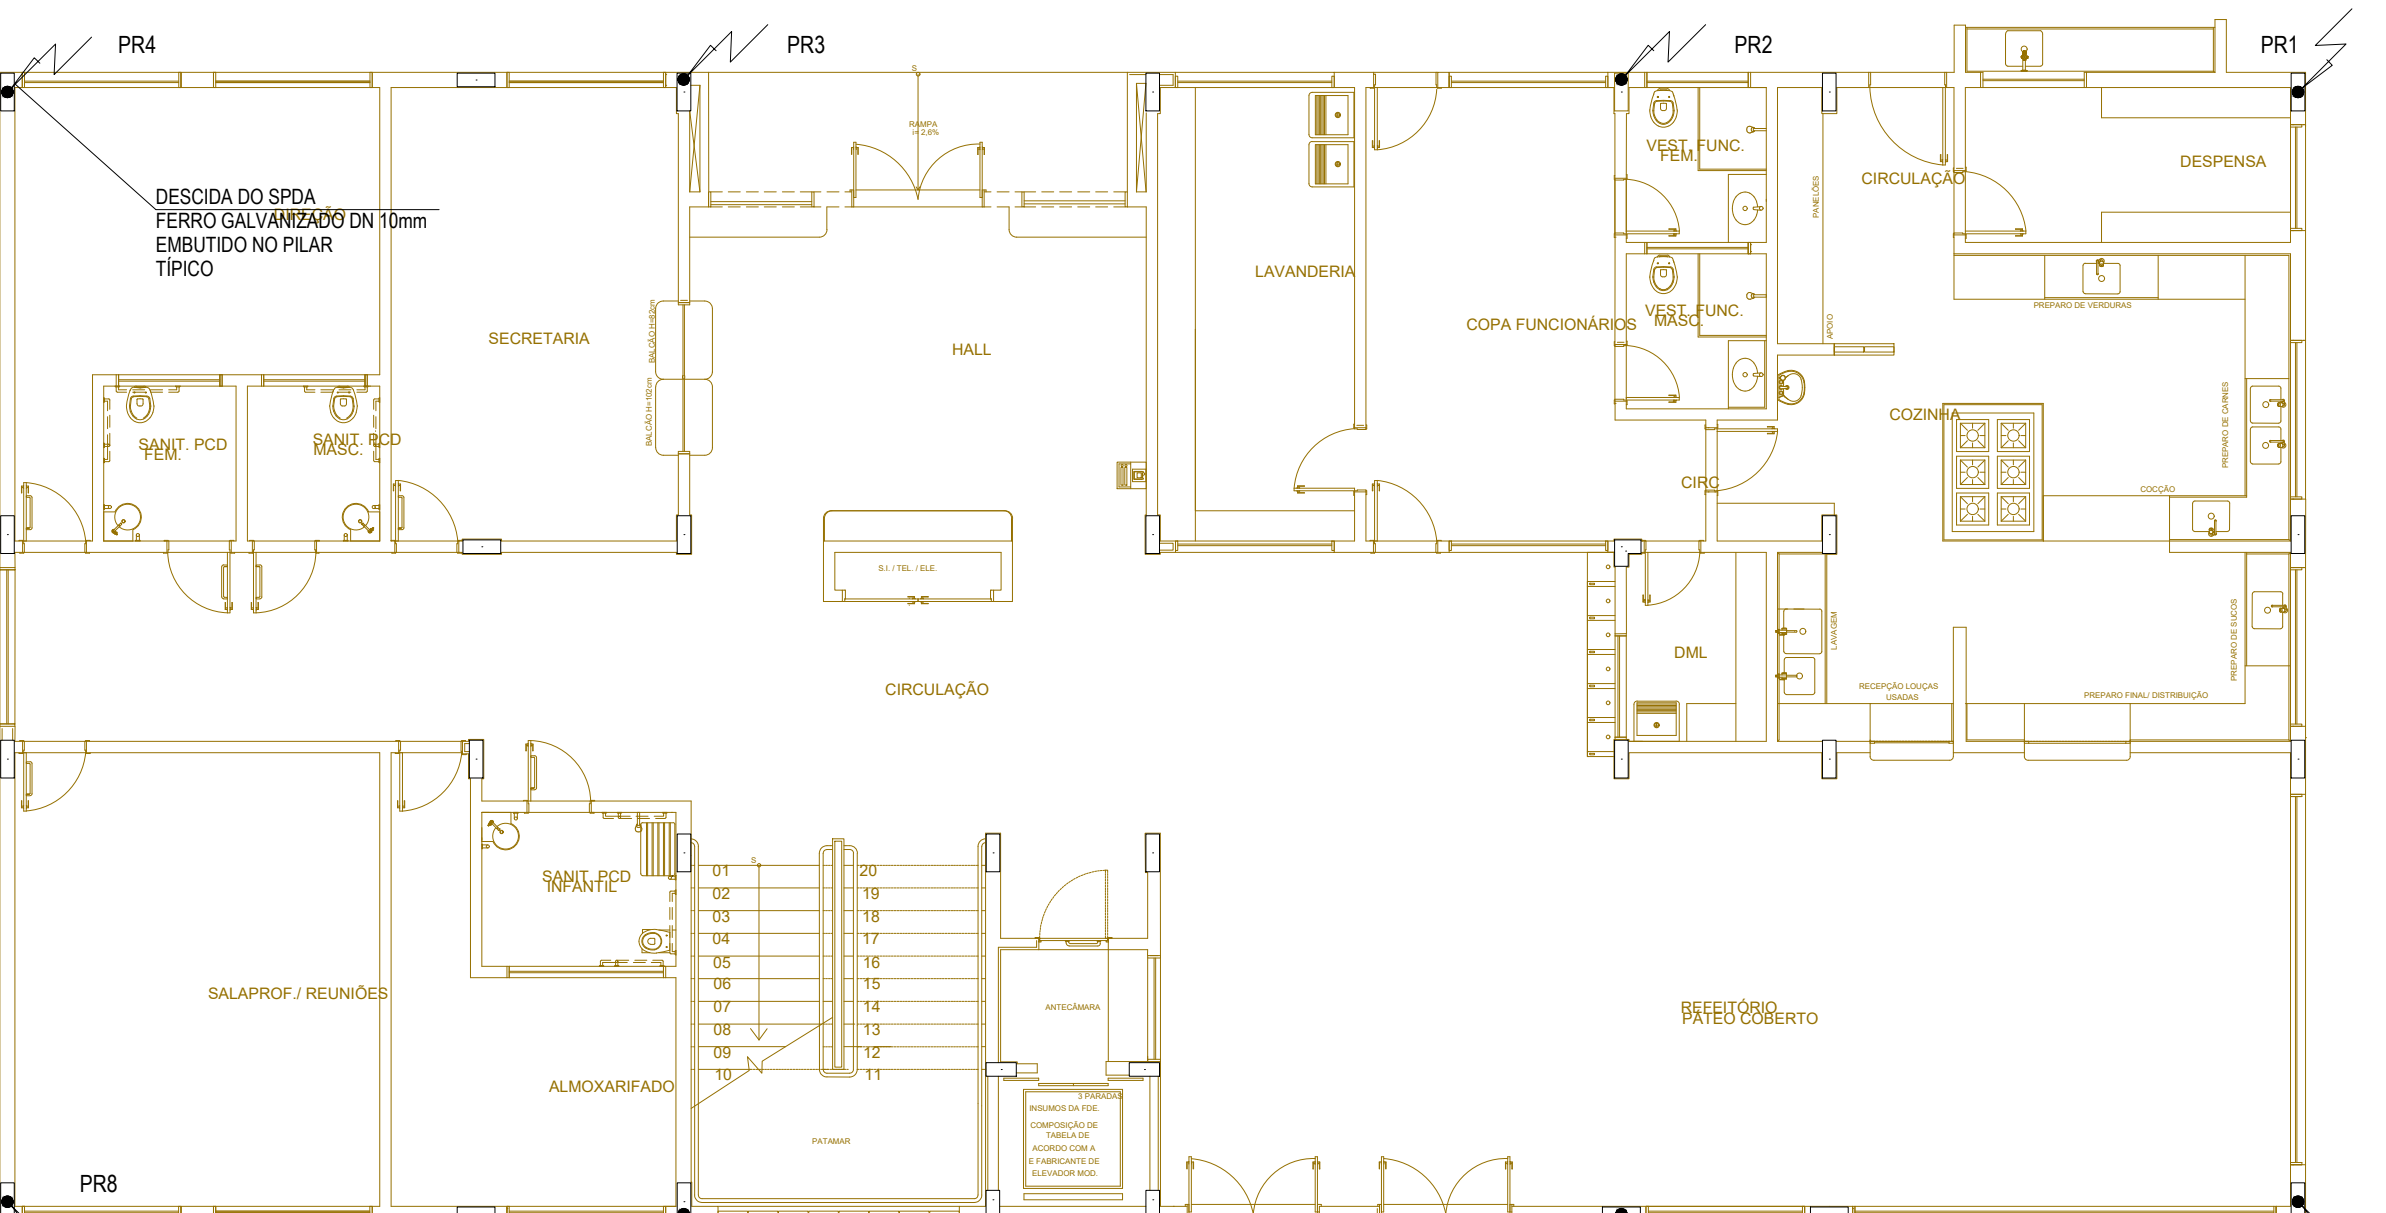 PR4
PR3
PR2
PR1
S
RAMPA
i= 2,6%
DESCIDA DO SPDA
FERRO GALVANIZADO DN 10mm
EMBUTIDO NO PILAR
TÍPICO
DIREÇÃO
VEST. FUNC.
FEM.
CIRCULAÇÃO
DESPENSA
PANELÕES
LAVANDERIA
PREPARO DE VERDURAS
VEST. FUNC.
MASC.
COPA FUNCIONÁRIOS
APOIO
SECRETARIA
BALCÃO H=82cm
BALCÃO H=102cm
HALL
COZINHA
PREPARO DE CARNES
SANIT. PCD
FEM.
SANIT. PCD
MASC.
CIRC
COCÇÃO
S.I. / TEL. / ELE.
LAVAGEM
PREPARO DE SUCOS
DML
CIRCULAÇÃO
RECEPÇÃO LOUÇAS
USADAS
PREPARO FINAL/ DISTRIBUIÇÃO
S
SANIT. PCD
INFANTIL
01
20
02
19
03
18
04
17
05
16
06
15
07
14
08
13
09
12
10
11
SALAPROF./ REUNIÕES
ANTECÂMARA
REFEITÓRIO
PÁTEO COBERTO
ALMOXARIFADO
3 PARADAS
INSUMOS DA FDE.
COMPOSIÇÃO DE
TABELA DE
ACORDO COM A
E FABRICANTE DE
ELEVADOR MOD.
PATAMAR
PR8